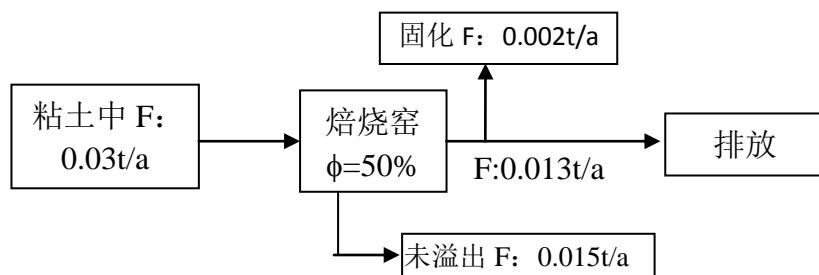 固化 F：0.002t/a
粘土中 F：
0.03t/a
焙烧窑
ϕ=50%
F:0.013t/a
排放
未溢出 F：0.015t/a